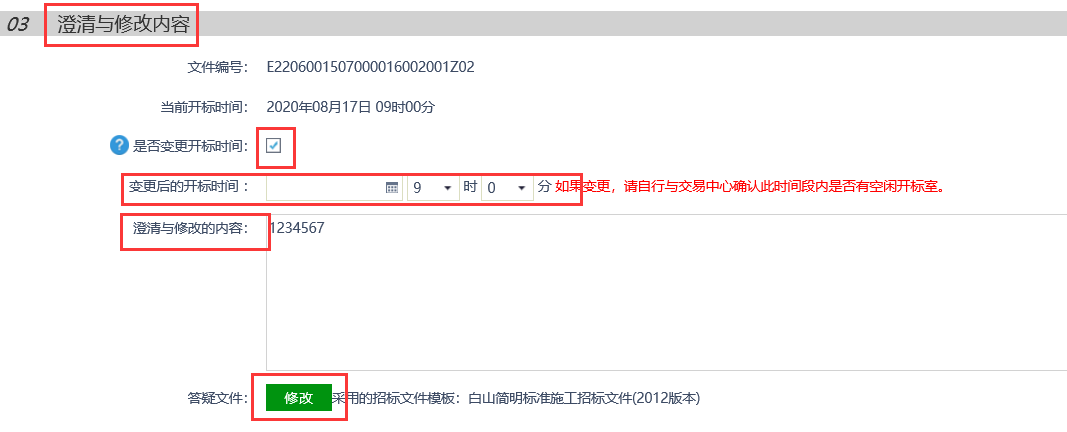 03 澄清与修改内容
文件编号： E2206001507000016002001Z02
当前开标时间： 2020年08月17日 09时00分
? 是否变更开标时间：
变更后的开标时间： 9 时 0 分 如果变更，请自行与交易中心确认此时间段内是否有空闲开标室。
澄清与修改的内容： 1234567
答疑文件： 修改 采用的招标文件模板：白山简明标准施工招标文件(2012版本)